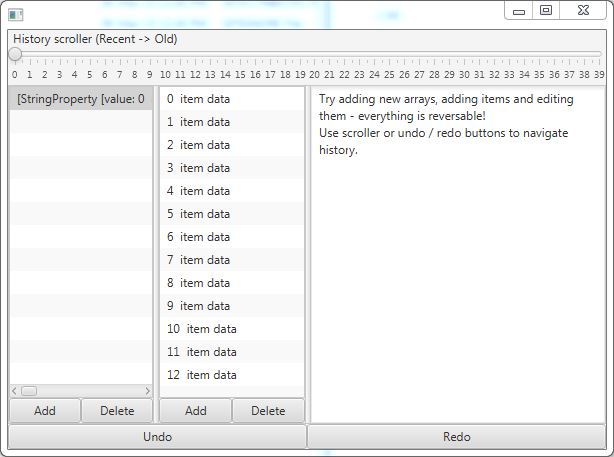 History scroller (Recent -> Old)
0 1 2 3 4 5 6 7 8 9 10 11 12 13 14 15 16 17 18 19 20 21 22 23 24 25 26 27 28 29 30 31 32 33 34 35 36 37 38 39
[StringProperty [value: 0
0 item data
1 item data
2 item data
3 item data
4 item data
5 item data
6 item data
7 item data
8 item data
9 item data
10 item data
11 item data
12 item data
Try adding new arrays, adding items and editing
them - everything is reversable!
Use scroller or undo / redo buttons to navigate
history.
Add Delete Add Delete
Undo Redo